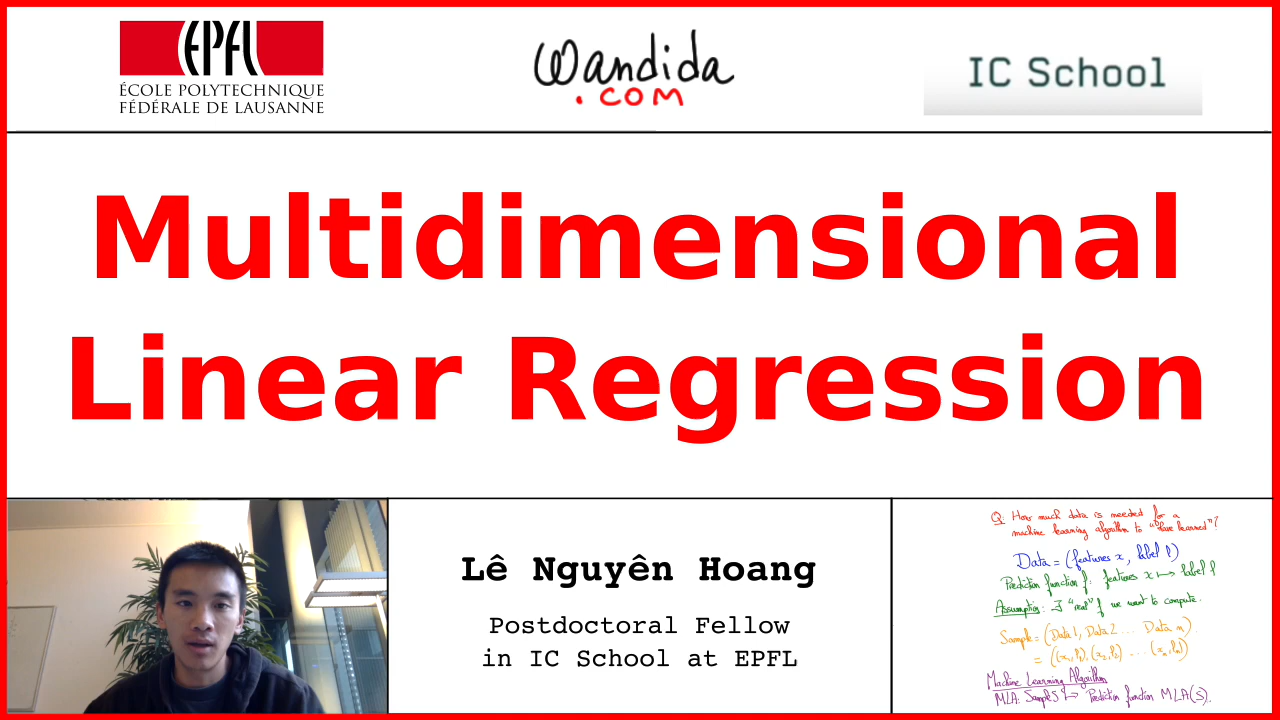 EPFL
ÉCOLE POLYTECHNIQUE
FÉDÉRALE DE LAUSANNE
Wandida
.COM
IC School
Multidimensional
Linear Regression
Lê Nguyên Hoang
Postdoctoral Fellow
in IC School at EPFL
Q: How much data is needed for a
machine learning algorithm to "have learned"?
Data = (features x, label l)
Prediction function f: features x ↦ label l
Assumption: ∃ "real" f we want to compute.
Sample = (Data 1, Data 2 ... Data n)
= ((x₁, l₁), (x₂, l₂) ... (xₙ, lₙ))
Machine Learning Algorithm
MLA: Sample S ↦ Prediction function MLA(S).